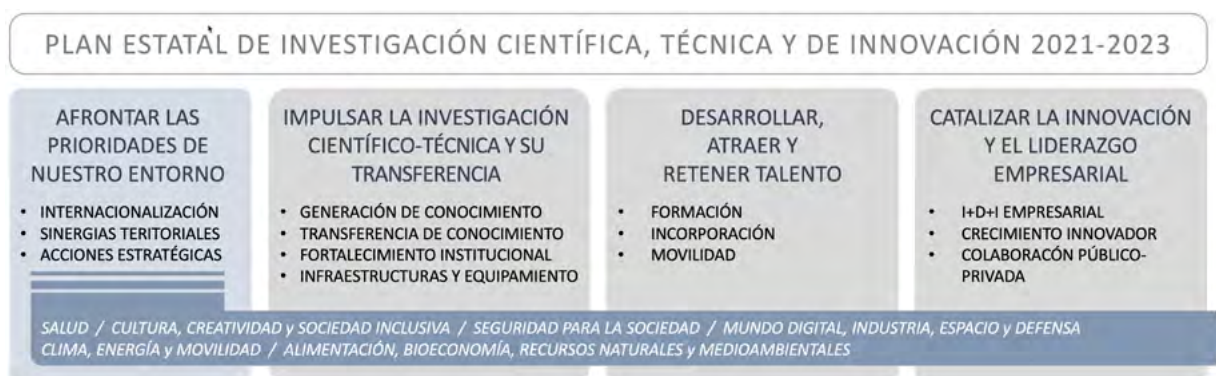 PLAN ESTATAL DE INVESTIGACIÓN CIENTÍFICA, TÉCNICA Y DE INNOVACIÓN 2021-2023
AFRONTAR LAS
PRIORIDADES DE
NUESTRO ENTORNO
• INTERNACIONALIZACIÓN
• SINERGIAS TERITORIALES
• ACCIONES ESTRATÉGICAS
IMPULSAR LA INVESTIGACIÓN
CIENTÍFICO-TÉCNICA Y SU
TRANSFERENCIA
• GENERACIÓN DE CONOCIMIENTO
• TRANSFERENCIA DE CONOCIMIENTO
• FORTALECIMIENTO INSTITUCIONAL
• INFRAESTRUCTURAS Y EQUIPAMIENTO
DESARROLLAR,
ATRAER Y
RETENER TALENTO
• FORMACIÓN
• INCORPORACIÓN
• MOVILIDAD
CATALIZAR LA INNOVACIÓN
Y EL LIDERAZGO
EMPRESARIAL
• I+D+I EMPRESARIAL
• CRECIMIENTO INNOVADOR
• COLABORACÓN PÚBLICO-
PRIVADA
SALUD / CULTURA, CREATIVIDAD y SOCIEDAD INCLUSIVA / SEGURIDAD PARA LA SOCIEDAD / MUNDO DIGITAL, INDUSTRIA, ESPACIO y DEFENSA
CLIMA, ENERGÍA y MOVILIDAD / ALIMENTACIÓN, BIOECONOMÍA, RECURSOS NATURALES y MEDIOAMBIENTALES